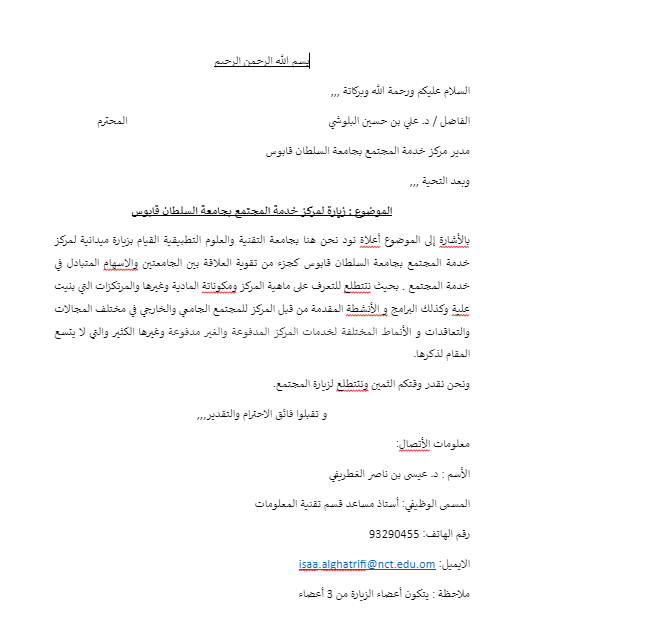 بسم الله الرحمن الرحيم
السلام عليكم ورحمة الله وبركاتة ,,,
الفاضل / د. علي بن حسين البلوشي المحترم
مدير مركز خدمة المجتمع بجامعة السلطان قابوس
وبعد التحية ,,,
الموضوع : زيارة لمركز خدمة المجتمع بجامعة السلطان قابوس
بالأشارة إلى الموضوع أعلاة نود نحن هنا بجامعة التقنية والعلوم التطبيقية القيام بزيارة ميدانية لمركز
خدمة المجتمع بجامعة السلطان قابوس كجزء من تقوية العلاقة بين الجامعتين والاسهام المتبادل في
خدمة المجتمع . بحيث نتتطلع للتعرف على ماهية المركز ومكوناتة المادية وغيرها والمرتكزات التي بنيت
علية وكذلك البرامج و الأنشطة المقدمة من قبل المركز للمجتمع الجامعي والخارجي في مختلف المجالات
والتعاقدات و الأنماط المختلفة لخدمات المركز المدفوعة والغير مدفوعة وغيرها الكثير والتي لا يتسع
المقام لذكرها.
ونحن نقدر وقتكم الثمين ونتتطلع لزيارة المجتمع.
و تقبلوا فائق الاحترام والتقدير,,,
معلومات الأتصال:
الأسم : د. عيسى بن ناصر الغطريفي
المسمى الوظيفي: أستاذ مساعد قسم تقنية المعلومات
رقم الهاتف: 93290455
الايميل: isaa.alghatrifi@nct.edu.om
ملاحظة : يتكون أعضاء الزيارة من 3 أعضاء